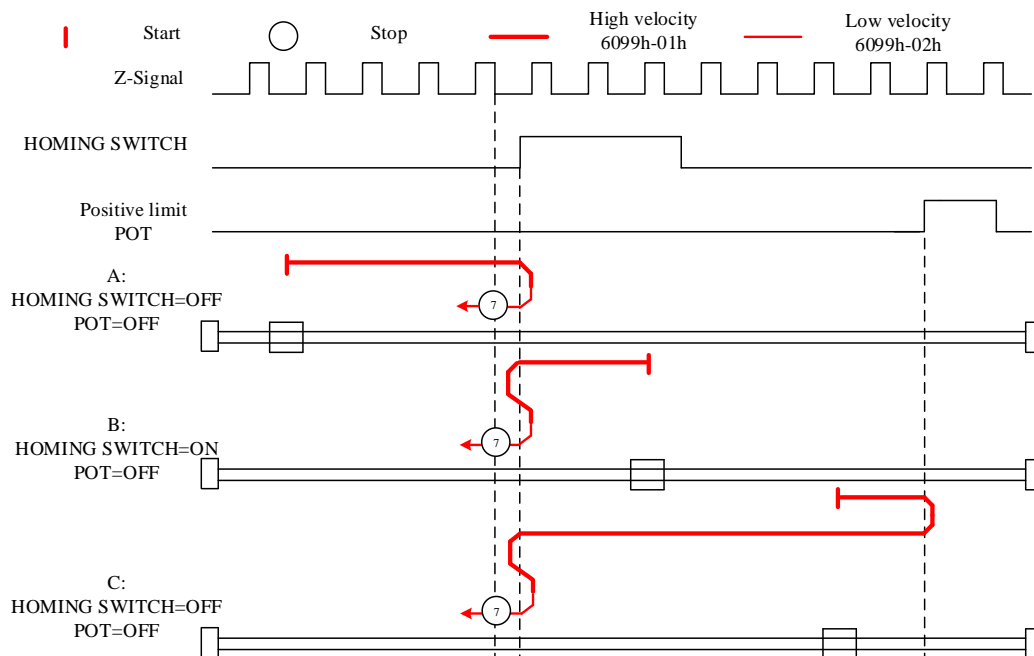 Start
Stop
High velocity
6099h-01h
Low velocity
6099h-02h
Z-Signal
HOMING SWITCH
Positive limit
POT
A:
HOMING SWITCH=OFF
POT=OFF
7
B:
HOMING SWITCH=ON
POT=OFF
7
C:
HOMING SWITCH=OFF
POT=OFF
7